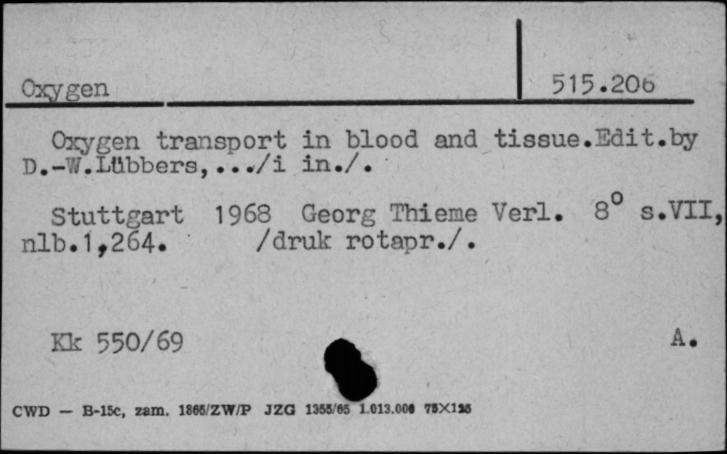 Oxygen
515.206
Oxygen transport in blood and tissue.Edit.by
D.-W.Lübbers,.../i in./.
Stuttgart 1968 Georg Thieme Verl. 8° s.VII,
nlb.1,264. /druk rotapr./.
Kk 550/69
A.
CWD — B-15c, zam. 1866/ZW/P JZG 1355/65 1.013.000 75X125